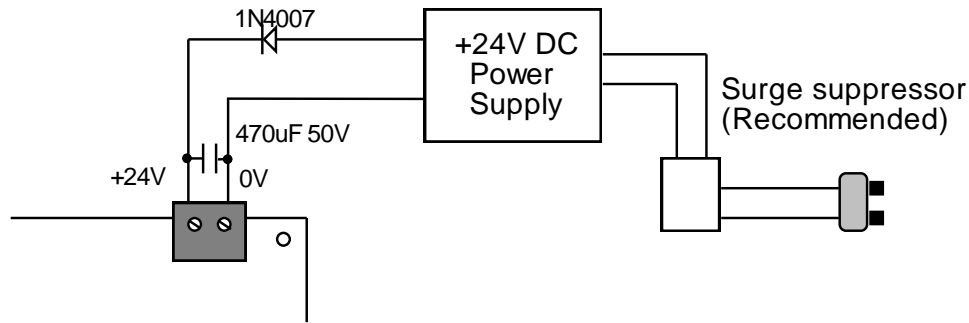 1N4007
+24V DC
Power
Supply
Surge suppressor
(Recommended)
470uF 50V
+24V
0V